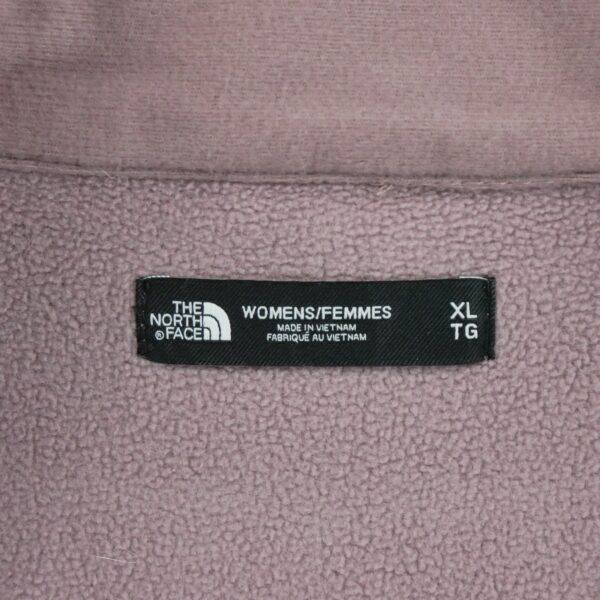 THE
NORTH
®FACE
WOMENS/FEMMES
MADE IN VIETNAM
FABRIQUÉ AU VIETNAM
XL
TG